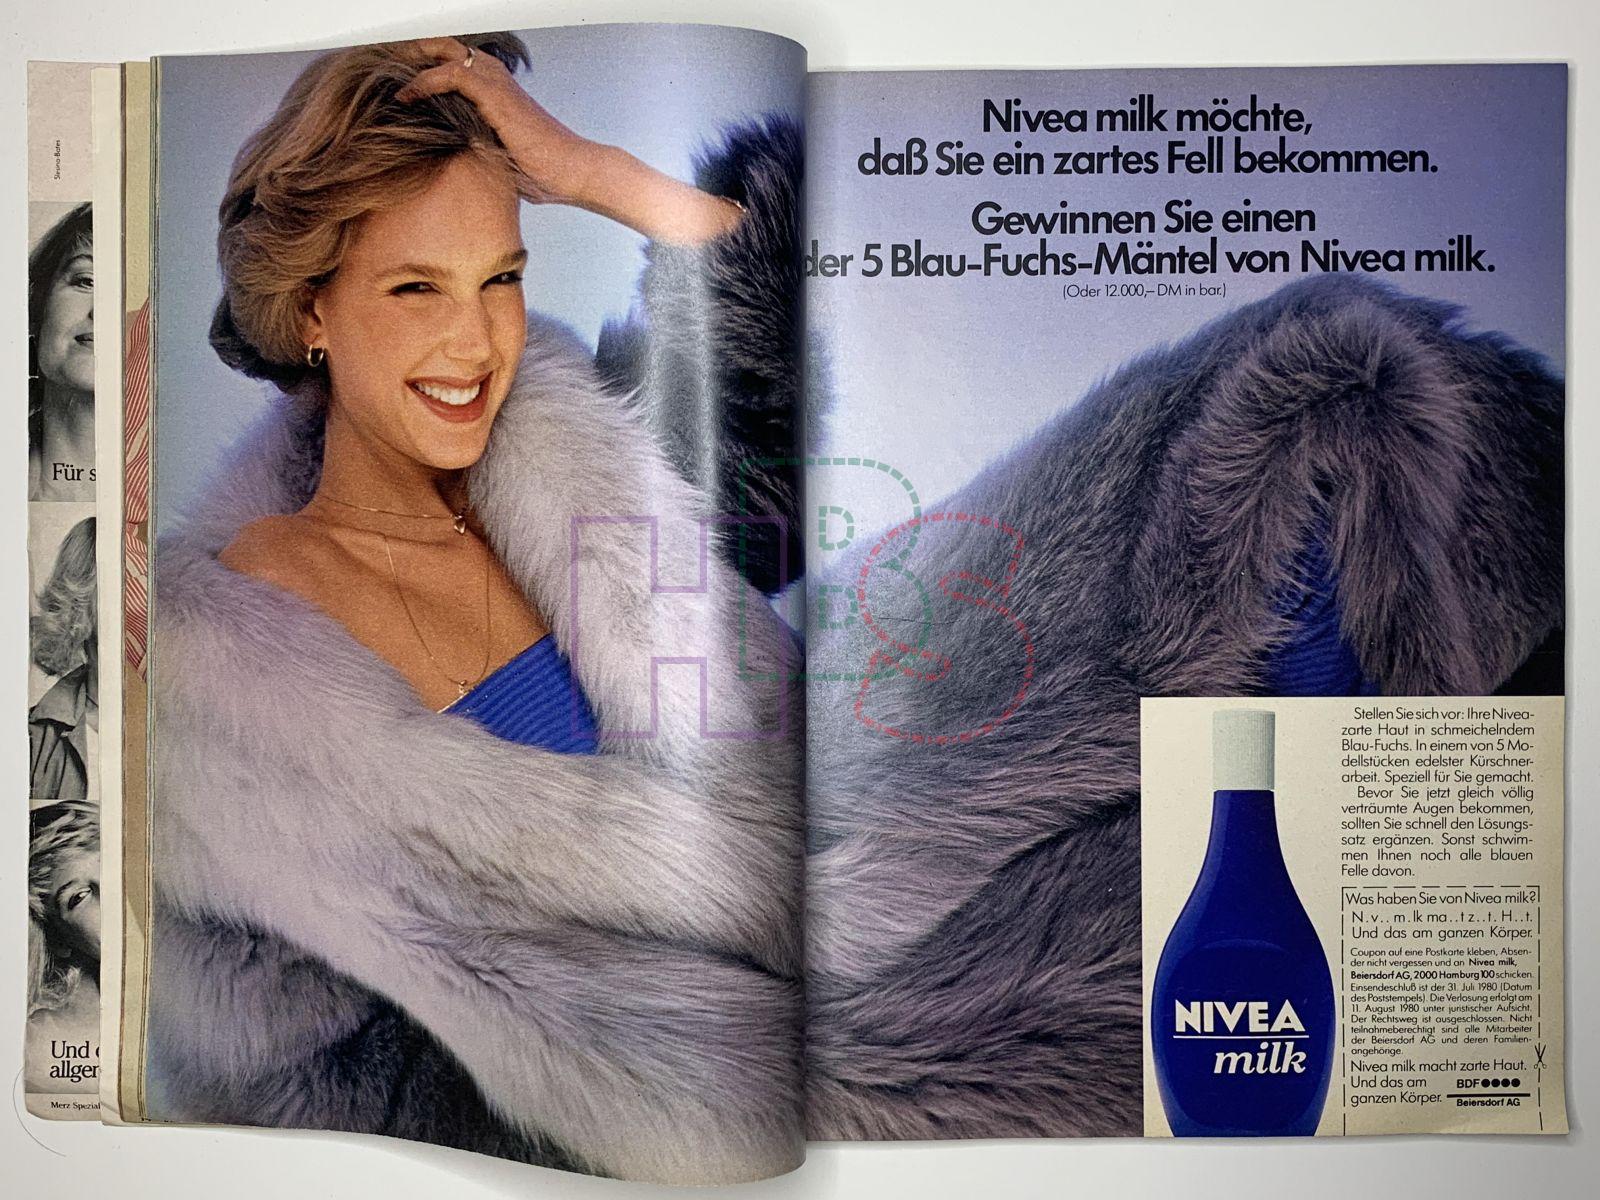 Slesina-Bates
Für s
Und
allger
Merz Spezial
Nivea milk möchte,
daß Sie ein zartes Fell bekommen.
Gewinnen Sie einen
der 5 Blau-Fuchs-Mäntel von Nivea milk.
(Oder 12.000,– DM in bar.)
HBS
NIVEA
milk
Stellen Sie sich vor: Ihre Nivea-
zarte Haut in schmeichelndem
Blau-Fuchs. In einem von 5 Mo-
dellstücken edelster Kürschner-
arbeit. Speziell für Sie gemacht.
Bevor Sie jetzt gleich völlig
verträumte Augen bekommen,
sollten Sie schnell den Lösungs-
satz ergänzen. Sonst schwim-
men Ihnen noch alle blauen
Felle davon.
Was haben Sie von Nivea milk?
N.v.. m.lk ma..t z..t. H..t.
Und das am ganzen Körper.
Coupon auf eine Postkarte kleben, Absen-
der nicht vergessen und an Nivea milk,
Beiersdorf AG, 2000 Hamburg 100 schicken.
Einsendeschluß ist der 31. Juli 1980 (Datum
des Poststempels). Die Verlosung erfolgt am
11. August 1980 unter juristischer Aufsicht.
Der Rechtsweg ist ausgeschlossen. Nicht
teilnahmeberechtigt sind alle Mitarbeiter
der Beiersdorf AG und deren Familien-
angehörige.
Nivea milk macht zarte Haut.
Und das am
ganzen Körper.
BDF●●●●
Beiersdorf AG